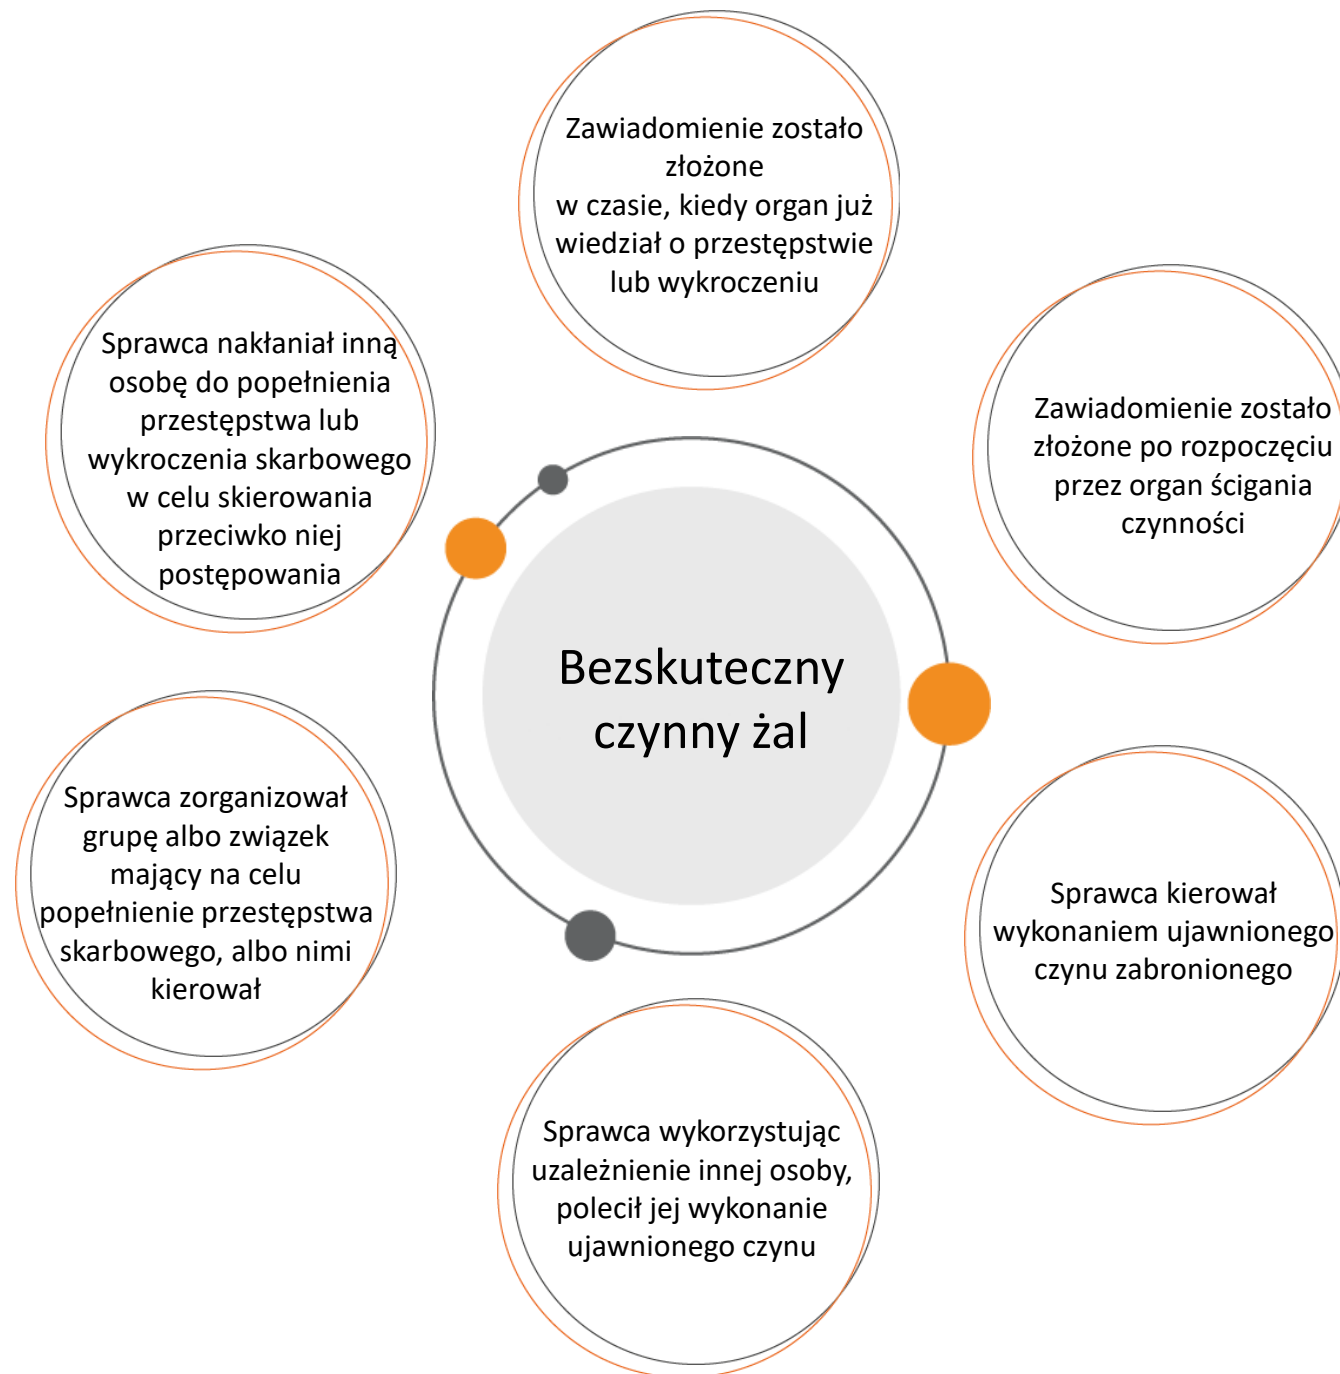 Zawiadomienie zostało
złożone
w czasie, kiedy organ już
wiedział o przestępstwie
lub wykroczeniu
Sprawca nakłaniał inną
osobę do popełnienia
przestępstwa lub
wykroczenia skarbowego
w celu skierowania
przeciwko niej
postępowania
Zawiadomienie zostało
złożone po rozpoczęciu
przez organ ścigania
czynności
Bezskuteczny
czynny żal
Sprawca zorganizował
grupę albo związek
mający na celu
popełnienie przestępstwa
skarbowego, albo nimi
kierował
Sprawca kierował
wykonaniem ujawnionego
czynu zabronionego
Sprawca wykorzystując
uzależnienie innej osoby,
polecił jej wykonanie
ujawnionego czynu